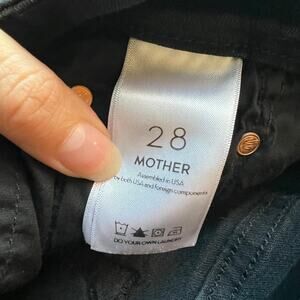 28
MOTHER
Assembled in USA
by both USA and foreign components
DO YOUR OWN LAUNDRY